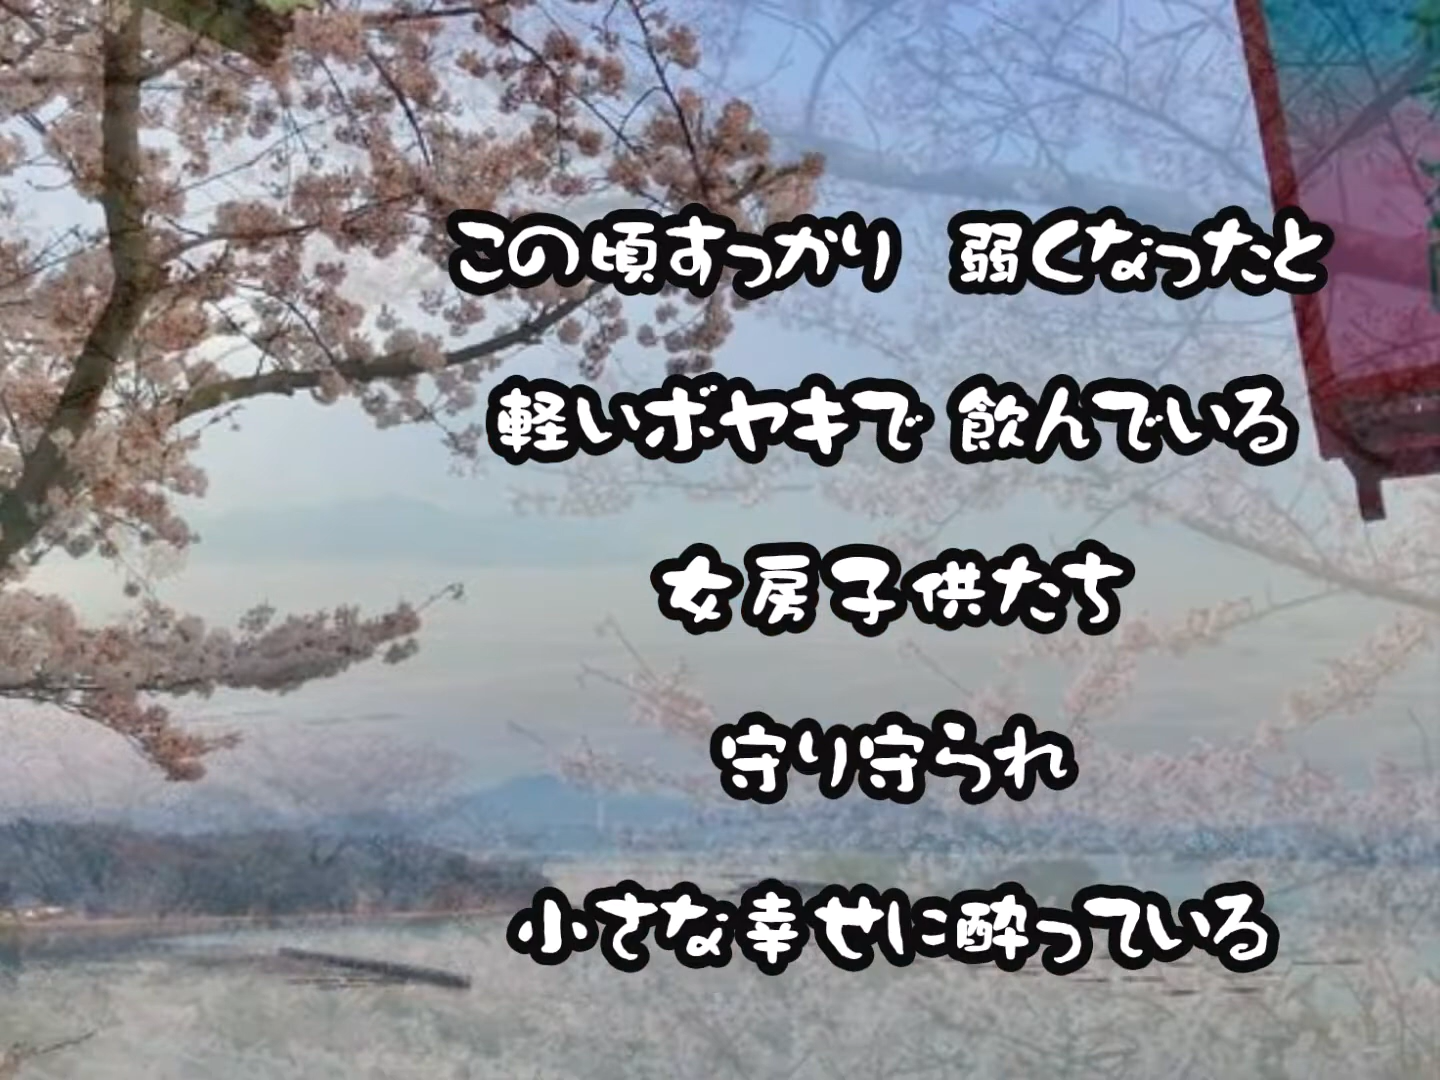 この頃すっかり　弱くなったと
軽いボヤキで 飲んでいる
女房子供たち
守り守られ
小さな幸せに酔っている